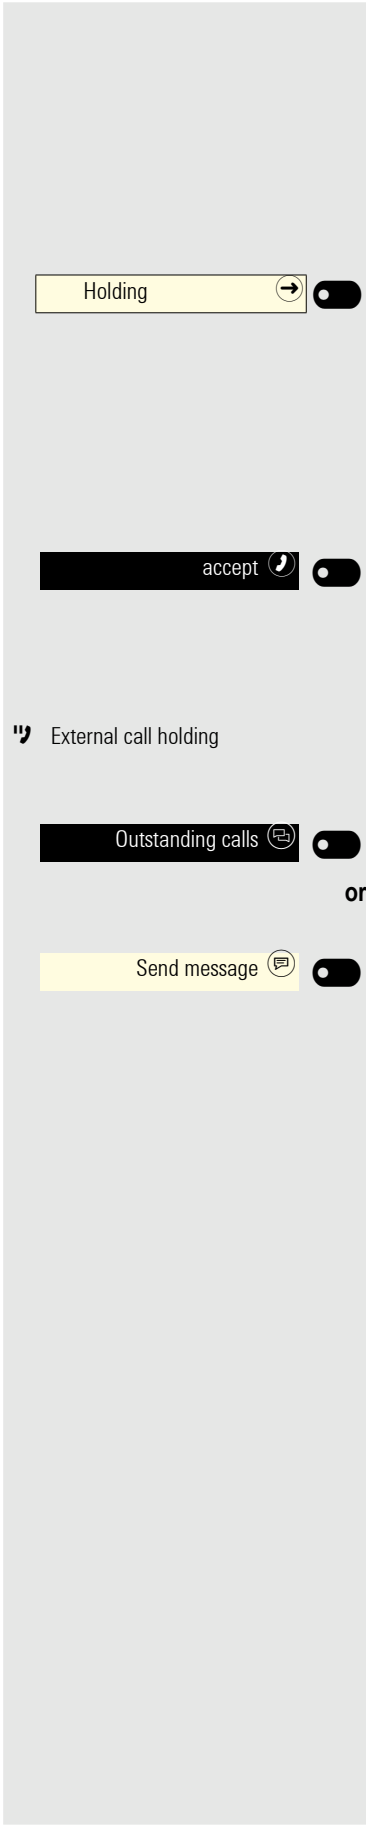 Holding
accept
External call holding
Outstanding calls
or
Send message